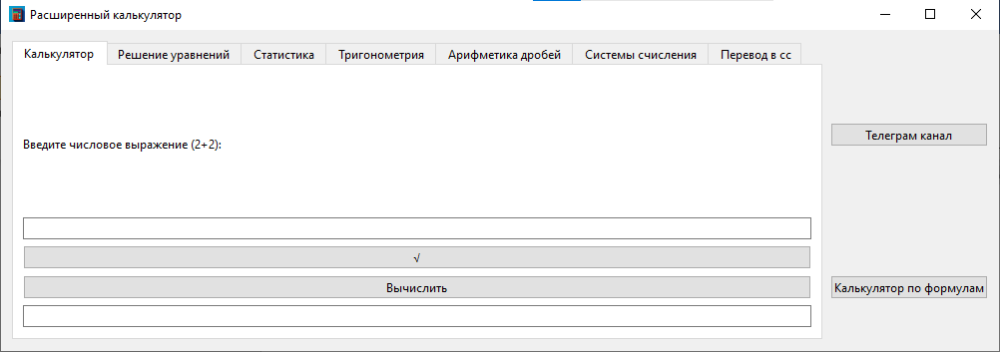 Расширенный калькулятор
Калькулятор Решение уравнений Статистика Тригонометрия Арифметика дробей Системы счисления Перевод в сс
Введите числовое выражение (2+2):
√
Вычислить
Телеграм канал
Калькулятор по формулам